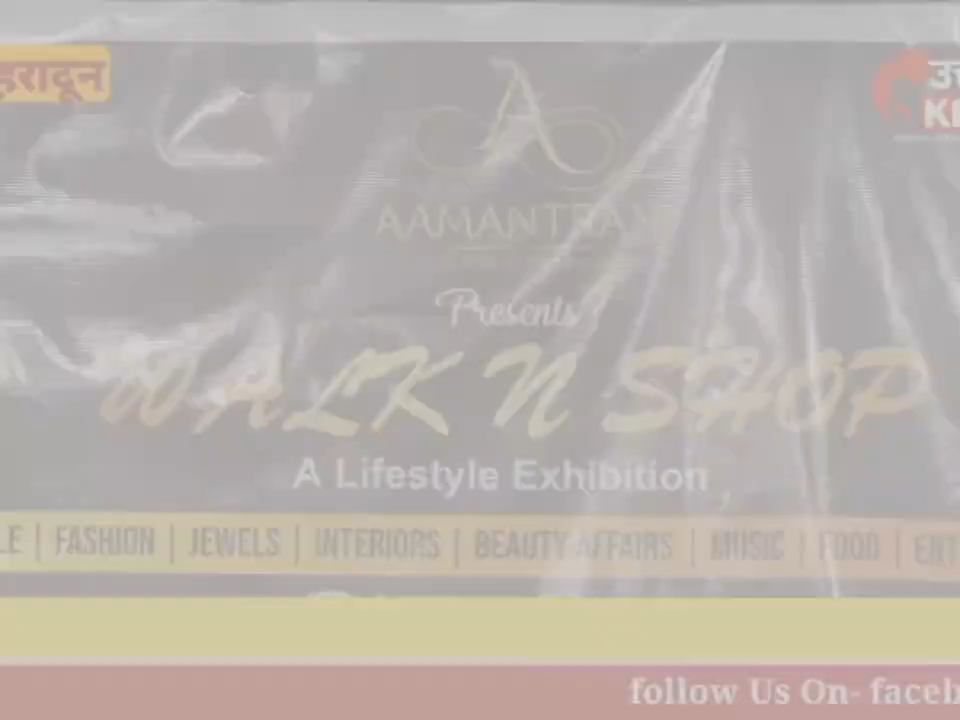 हरादून
उत्त
AAMANTRAN
Presents
WALK N SHOP
A Lifestyle Exhibition
LE | FASHION | JEWELS | INTERIORS | BEAUTY AFFAIRS | MUSIC | FOOD | ENT
follow Us On- faceb